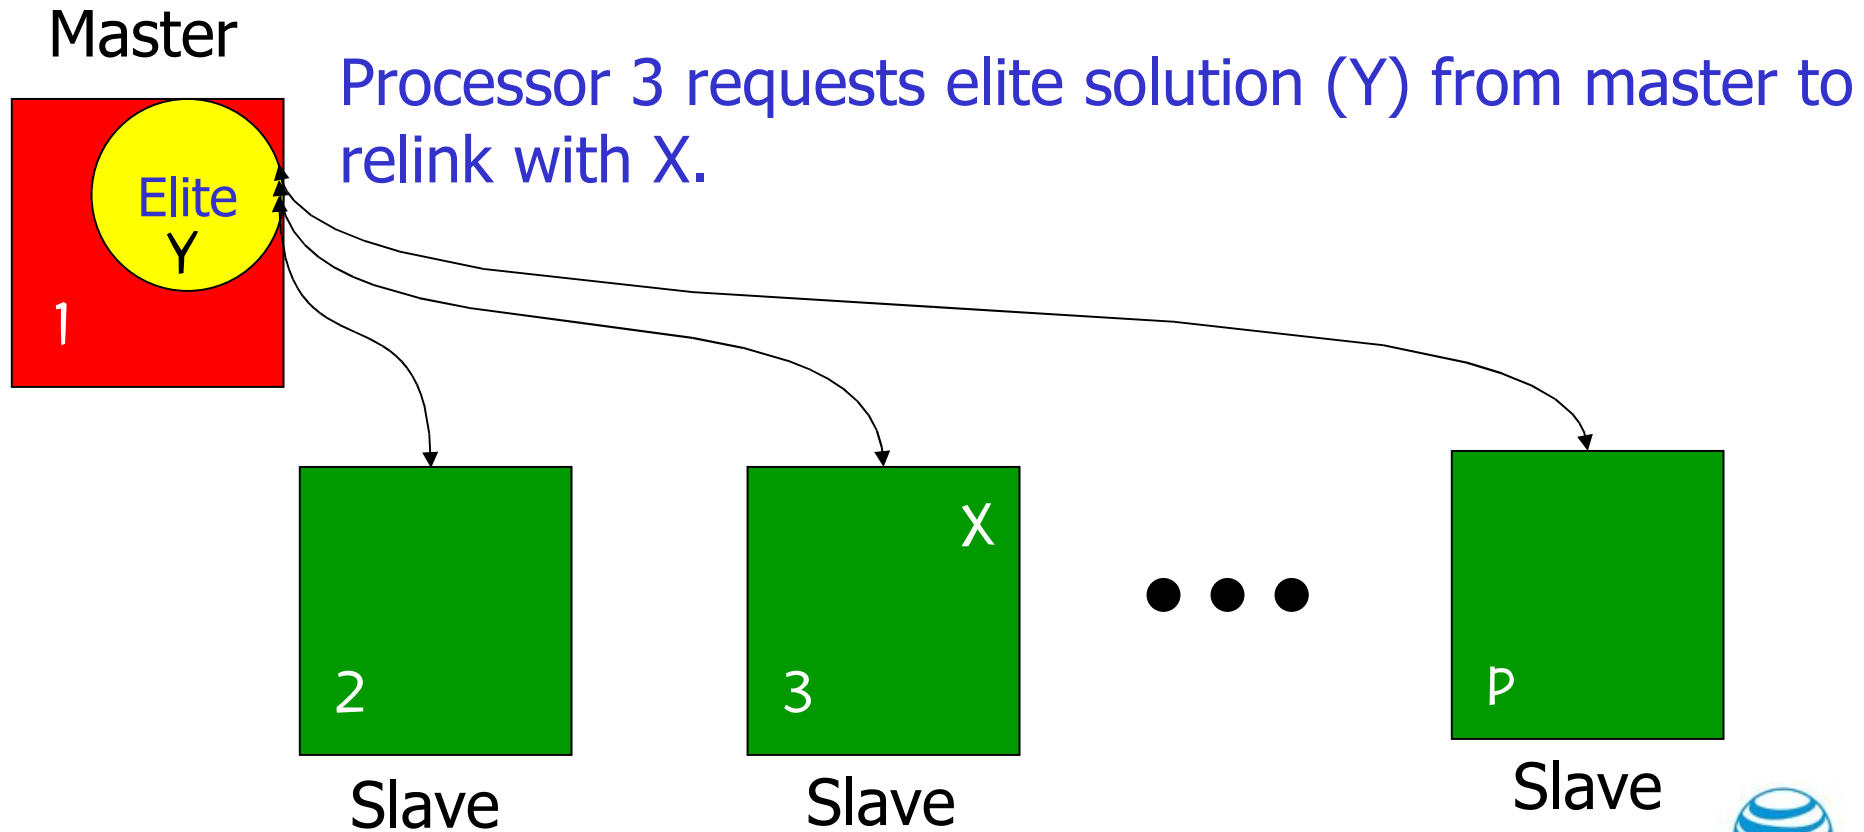 Master
Processor 3 requests elite solution (Y) from master to
relink with X.
Elite
Y
1
X
2
3
P
Slave
Slave
Slave